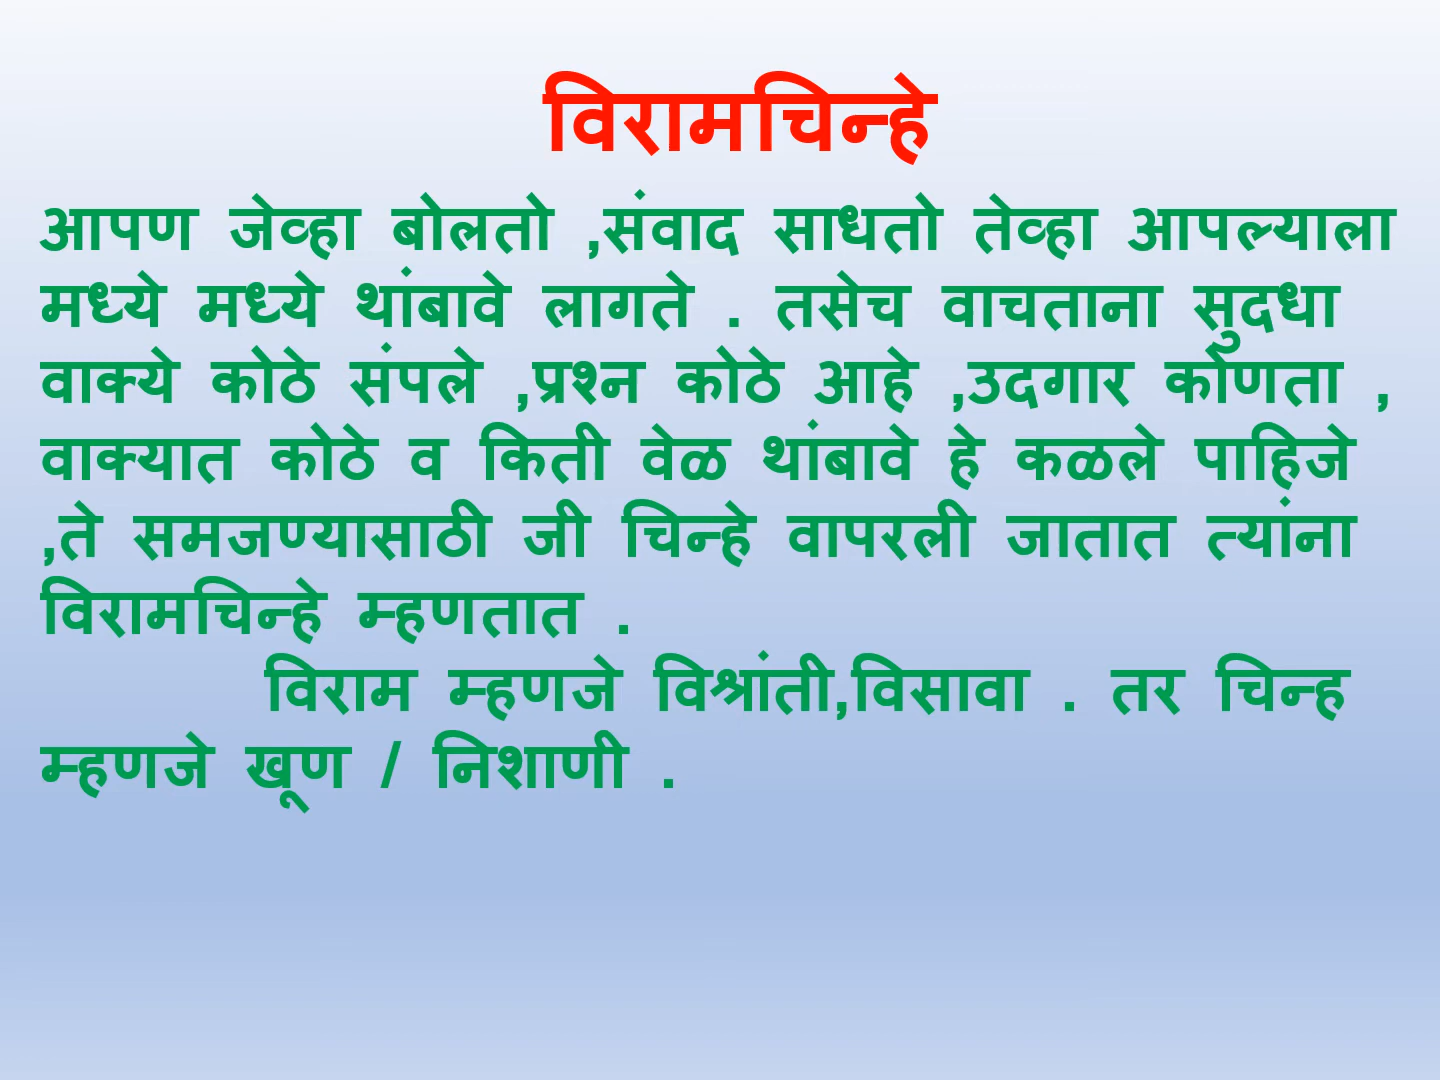 विरामचिन्हे
आपण जेव्हा बोलतो ,संवाद साधतो तेव्हा आपल्याला
मध्ये मध्ये थांबावे लागते . तसेच वाचताना सुदधा
वाक्ये कोठे संपले ,प्रश्न कोठे आहे ,उदगार कोणता ,
वाक्यात कोठे व किती वेळ थांबावे हे कळले पाहिजे
,ते समजण्यासाठी जी चिन्हे वापरली जातात त्यांना
विरामचिन्हे म्हणतात .
विराम म्हणजे विश्रांती,विसावा . तर चिन्ह
म्हणजे खूण / निशाणी .